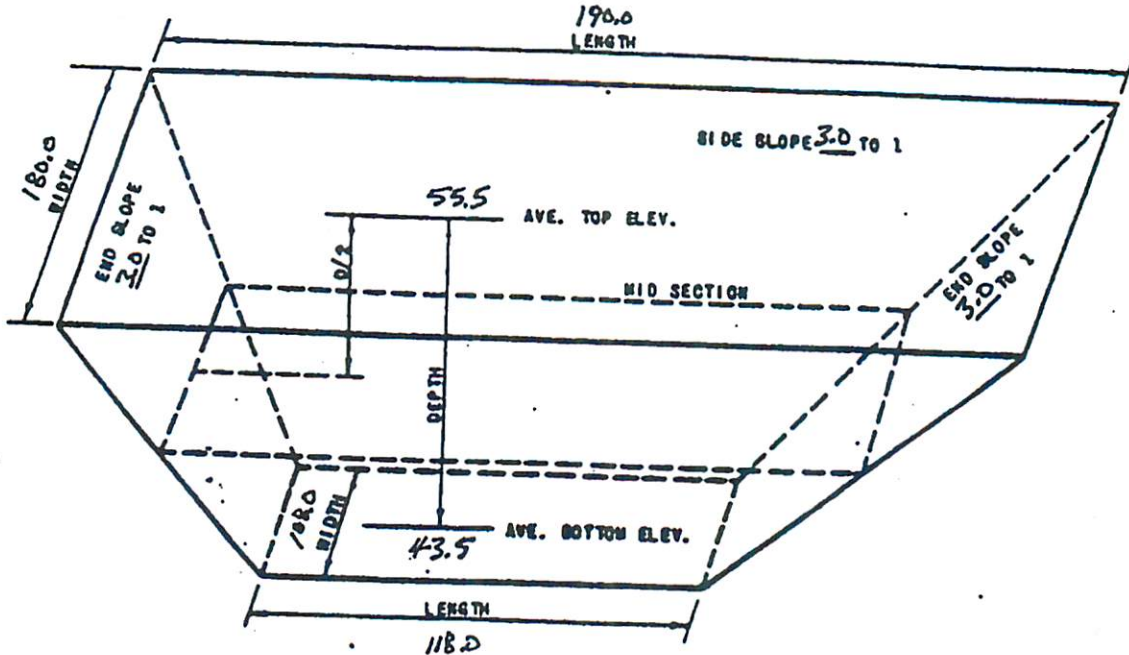 190.0
LENGTH
SIDE SLOPE 3.0 TO 1
180.0
WIDTH
END SLOPE
3.0 TO 1
55.5
AVE. TOP ELEV.
D/2
END SLOPE
3.0 TO 1
MID SECTION
DEPTH
108.0
WIDTH
43.5
AVE. BOTTOM ELEV.
LENGTH
118.0